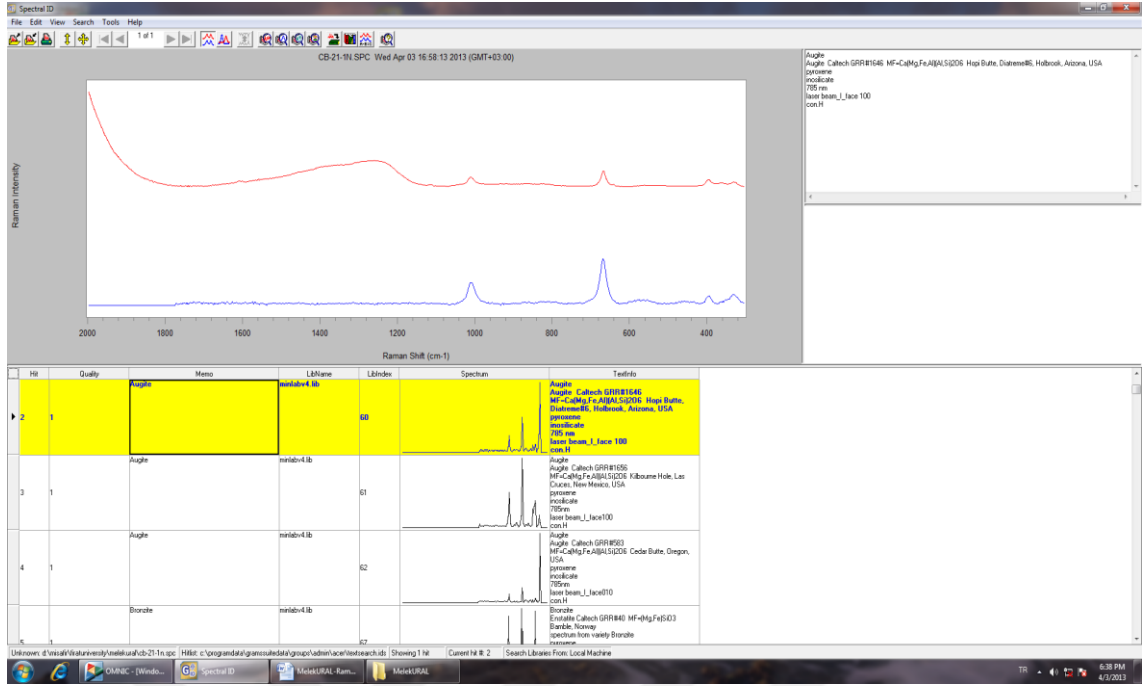 Spectral ID
File Edit View Search Tools Help
1 of 1
CB-21-1N.SPC Wed Apr 03 16:58:13 2013 (GMT+03:00)
Raman Intensity
2000 1800 1600 1400 1200 1000 800 600 400
Raman Shift (cm-1)
Augite
Augite Caltech GRR#1646 MF=Ca(Mg,Fe,Al)(Al,Si)2O6 Hopi Butte, Diatreme#6, Holbrook, Arizona, USA
pyroxene
inosilicate
785 nm
laser beam_l_face 100
con.H
Hit Quality Memo LibName LibIndex Spectrum TextInfo
2 1 Augite minlabv4.lib 60
Augite
Augite Caltech GRR#1646
MF=Ca(Mg,Fe,Al)(Al,Si)2O6 Hopi Butte,
Diatreme#6, Holbrook, Arizona, USA
pyroxene
inosilicate
785 nm
laser beam_l_face 100
con.H
3 1 Augite minlabv4.lib 61
Augite
Augite Caltech GRR#1656
MF=Ca(Mg,Fe,Al)(Al,Si)2O6 Kilbourne Hole, Las
Cruces, New Mexico, USA
pyroxene
inosilicate
785nm
laser beam_l_face100
con.H
4 1 Augite minlabv4.lib 62
Augite
Augite Caltech GRR#583
MF=Ca(Mg,Fe,Al)(Al,Si)2O6 Cedar Butte, Oregon,
USA
pyroxene
inosilicate
785nm
laser beam_l_face010
con.H
5 1 Bronzite minlabv4.lib 67
Bronzite
Enstatite Caltech GRR#40 MF=(Mg,Fe)SiO3
Bamble, Norway
spectrum from variety Bronzite
pyroxene
Unknown: d:\misafir\firatuniversity\melekural\cb-21-1n.spc Hitlist: c:\programdata\gramssuitedata\groups\admin\acer\textsearch.ids Showing 1 hit Current hit #: 2 Search Libraries From: Local Machine
OMNIC - [Windo... Spectral ID MelekURAL-Ram... MelekURAL
TR 6:38 PM
4/3/2013